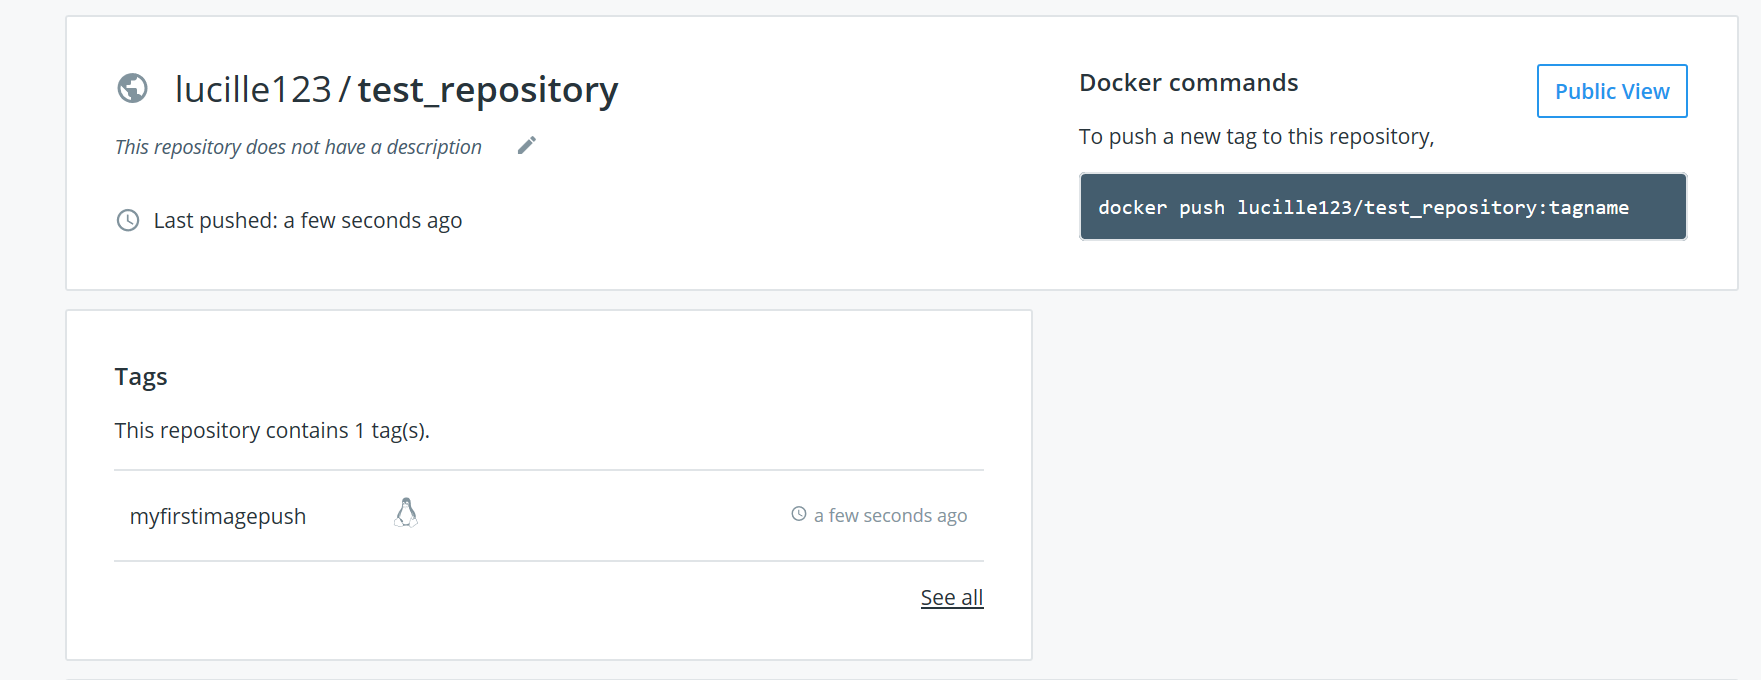 lucille123 / test_repository
This repository does not have a description
Last pushed: a few seconds ago
Docker commands
Public View
To push a new tag to this repository,
docker push lucille123/test_repository:tagname
Tags
This repository contains 1 tag(s).
myfirstimagepush
a few seconds ago
See all